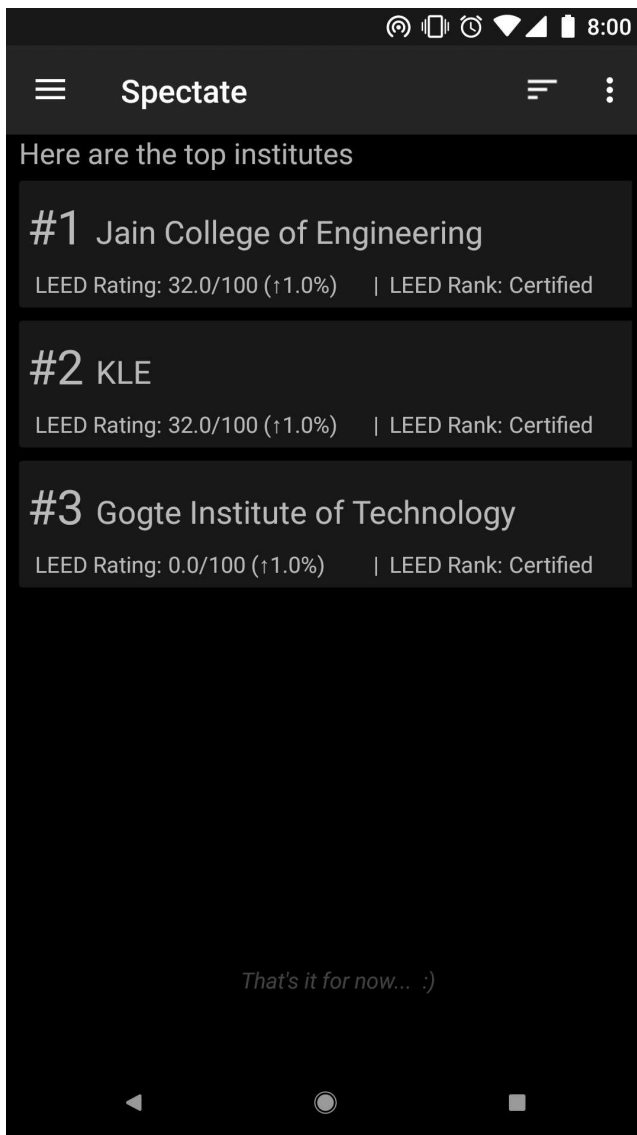 8:00
Spectate
Here are the top institutes
#1 Jain College of Engineering
LEED Rating: 32.0/100 (↑1.0%) | LEED Rank: Certified
#2 KLE
LEED Rating: 32.0/100 (↑1.0%) | LEED Rank: Certified
#3 Gogte Institute of Technology
LEED Rating: 0.0/100 (↑1.0%) | LEED Rank: Certified
That's it for now... :)